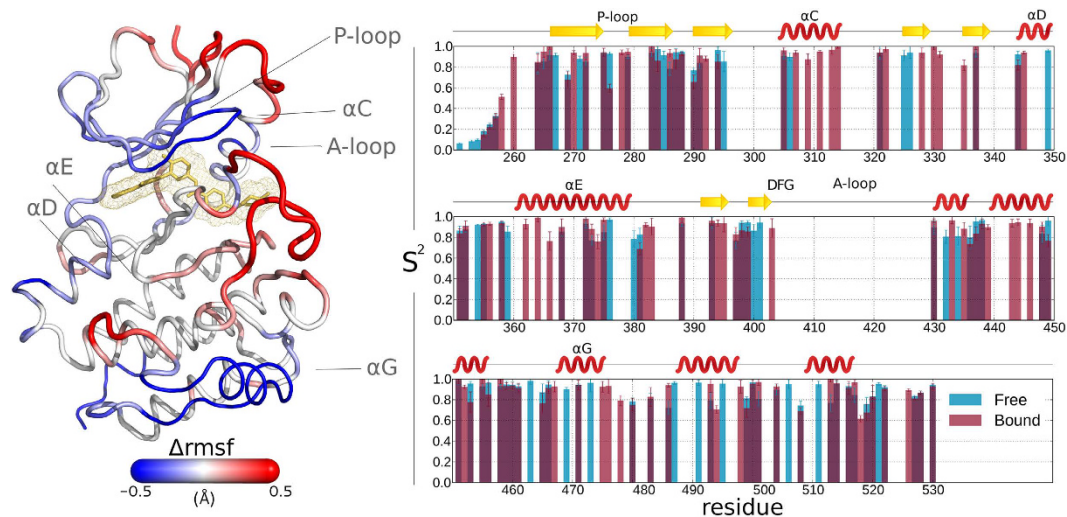 P-loop
αC
A-loop
αE
αD
αG
Δrmsf
−0.5
(Å)
0.5
S²
P-loop
αC
αD
1.0
0.8
0.6
0.4
0.2
0.0
260 270 280 290 300 310 320 330 340 350
αE
DFG
A-loop
1.0
0.8
0.6
0.4
0.2
0.0
360 370 380 390 400 410 420 430 440 450
αG
1.0
0.8
0.6
0.4
0.2
0.0
Free
Bound
460 470 480 490 500 510 520 530
residue